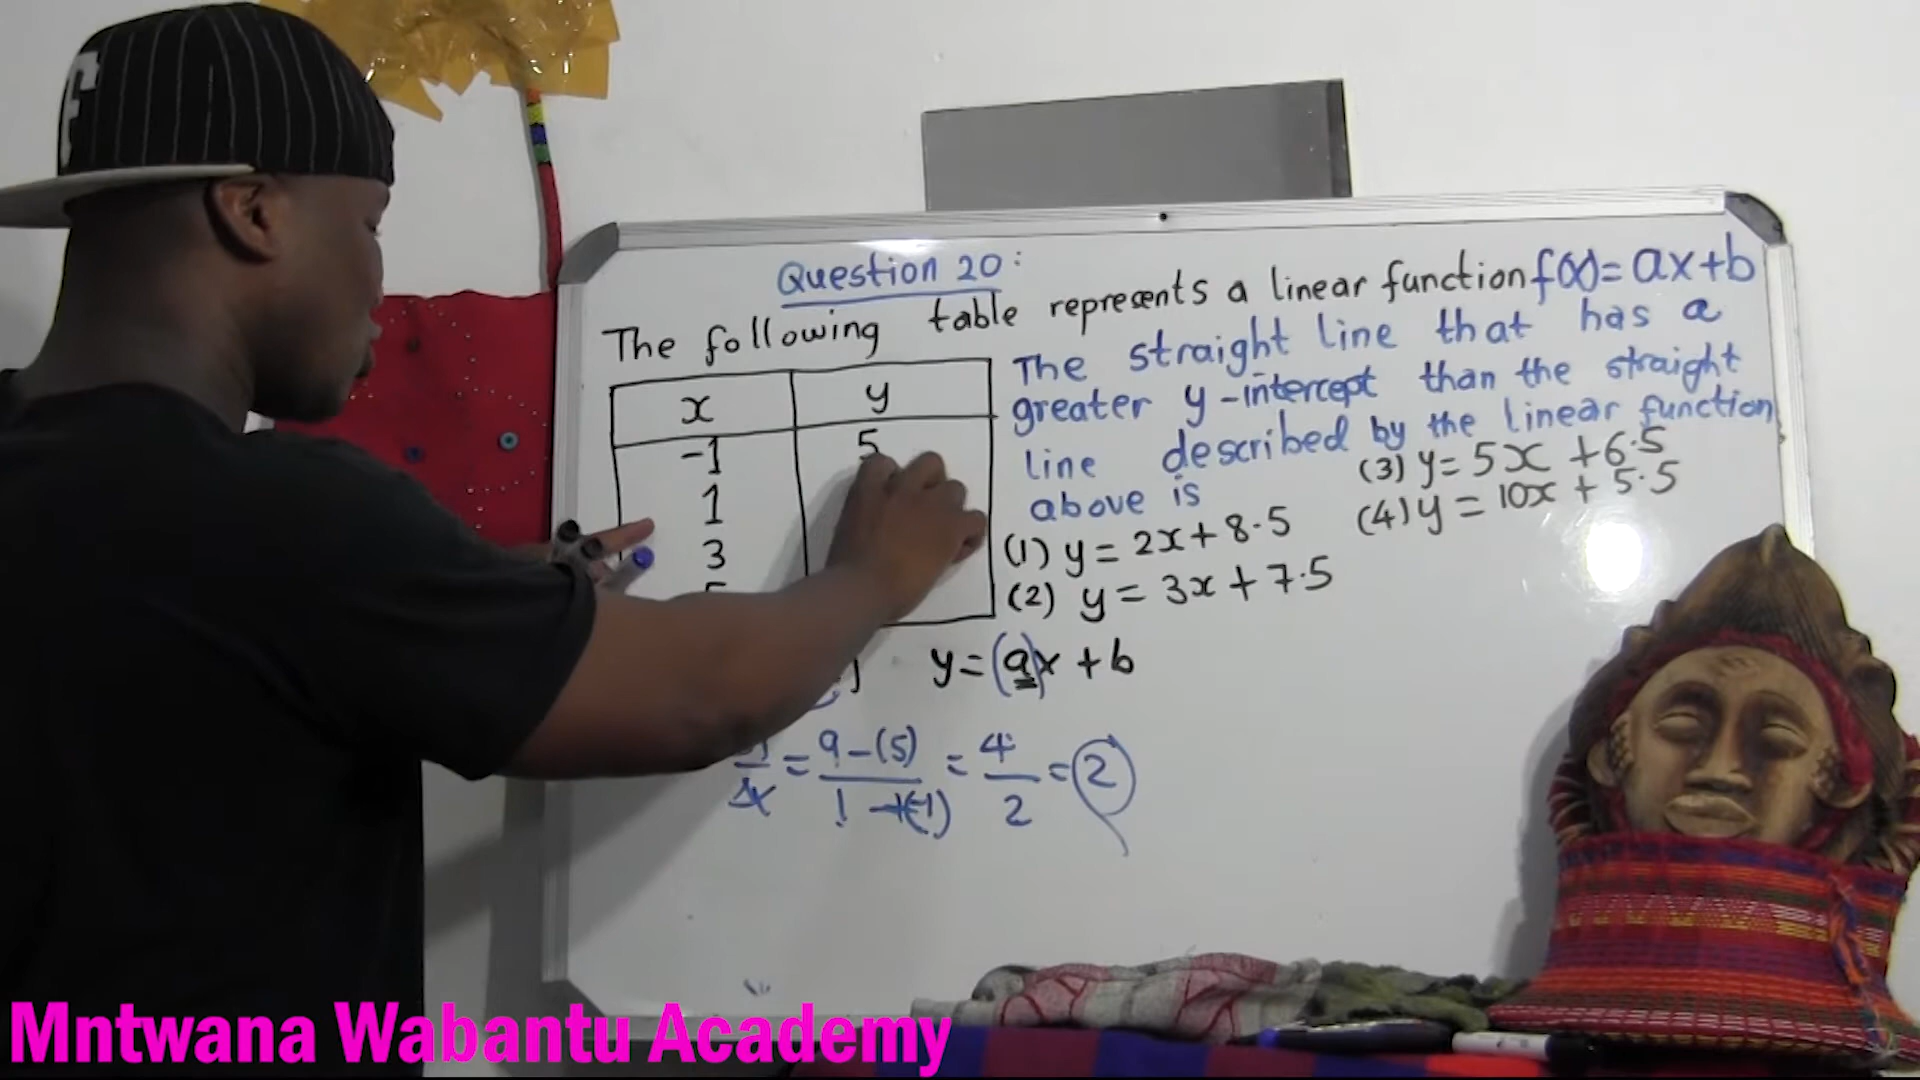 Question 20:
The following table represents a linear function f(x)= ax+b
x y
-1 5
1
3
The straight line that has a
greater y-intercept than the straight
line described by the linear function
above is
(1) y = 2x + 8.5
(2) y = 3x + 7.5
(3) y = 5x + 6.5
(4) y = 10x + 5.5
y = (a)x + b
= 9-(5) = 4 = 2
Δx 1 -(-1) 2
Mntwana Wabantu Academy